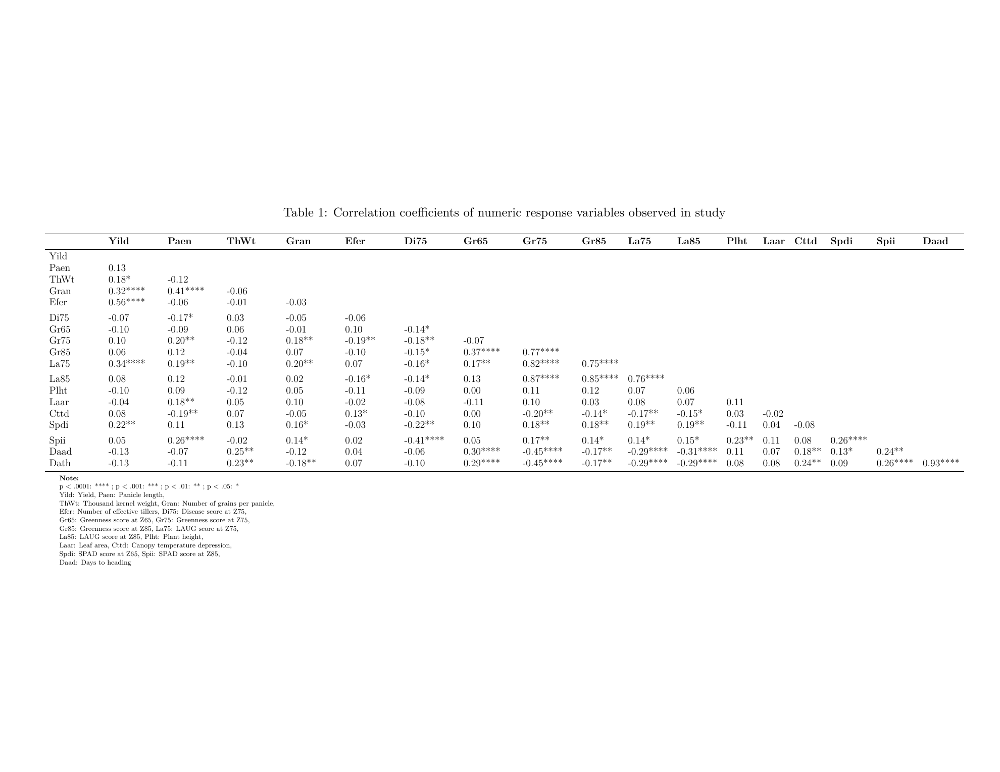 Table 1: Correlation coefficients of numeric response variables observed in study
Yild Paen ThWt Gran Efer Di75 Gr65 Gr75 Gr85 La75 La85 Plht Laar Cttd Spdi Spii Daad
Yild
Paen 0.13
ThWt 0.18* -0.12
Gran 0.32**** 0.41**** -0.06
Efer 0.56**** -0.06 -0.01 -0.03
Di75 -0.07 -0.17* 0.03 -0.05 -0.06
Gr65 -0.10 -0.09 0.06 -0.01 0.10 -0.14*
Gr75 0.10 0.20** -0.12 0.18** -0.19** -0.18** -0.07
Gr85 0.06 0.12 -0.04 0.07 -0.10 -0.15* 0.37**** 0.77****
La75 0.34**** 0.19** -0.10 0.20** 0.07 -0.16* 0.17** 0.82**** 0.75****
La85 0.08 0.12 -0.01 0.02 -0.16* -0.14* 0.13 0.87**** 0.85**** 0.76****
Plht -0.10 0.09 -0.12 0.05 -0.11 -0.09 0.00 0.11 0.12 0.07 0.06
Laar -0.04 0.18** 0.05 0.10 -0.02 -0.08 -0.11 0.10 0.03 0.08 0.07 0.11
Cttd 0.08 -0.19** 0.07 -0.05 0.13* -0.10 0.00 -0.20** -0.14* -0.17** -0.15* 0.03 -0.02
Spdi 0.22** 0.11 0.13 0.16* -0.03 -0.22** 0.10 0.18** 0.18** 0.19** 0.19** -0.11 0.04 -0.08
Spii 0.05 0.26**** -0.02 0.14* 0.02 -0.41**** 0.05 0.17** 0.14* 0.14* 0.15* 0.23** 0.11 0.08 0.26****
Daad -0.13 -0.07 0.25** -0.12 0.04 -0.06 0.30**** -0.45**** -0.17** -0.29**** -0.31**** 0.11 0.07 0.18** 0.13* 0.24**
Dath -0.13 -0.11 0.23** -0.18** 0.07 -0.10 0.29**** -0.45**** -0.17** -0.29**** -0.29**** 0.08 0.08 0.24** 0.09 0.26**** 0.93****
Note:
p < .0001: **** ; p < .001: *** ; p < .01: ** ; p < .05: *
Yild: Yield, Paen: Panicle length,
ThWt: Thousand kernel weight, Gran: Number of grains per panicle,
Efer: Number of effective tillers, Di75: Disease score at Z75,
Gr65: Greenness score at Z65, Gr75: Greenness score at Z75,
Gr85: Greenness score at Z85, La75: LAUG score at Z75,
La85: LAUG score at Z85, Plht: Plant height,
Laar: Leaf area, Cttd: Canopy temperature depression,
Spdi: SPAD score at Z65, Spii: SPAD score at Z85,
Daad: Days to heading